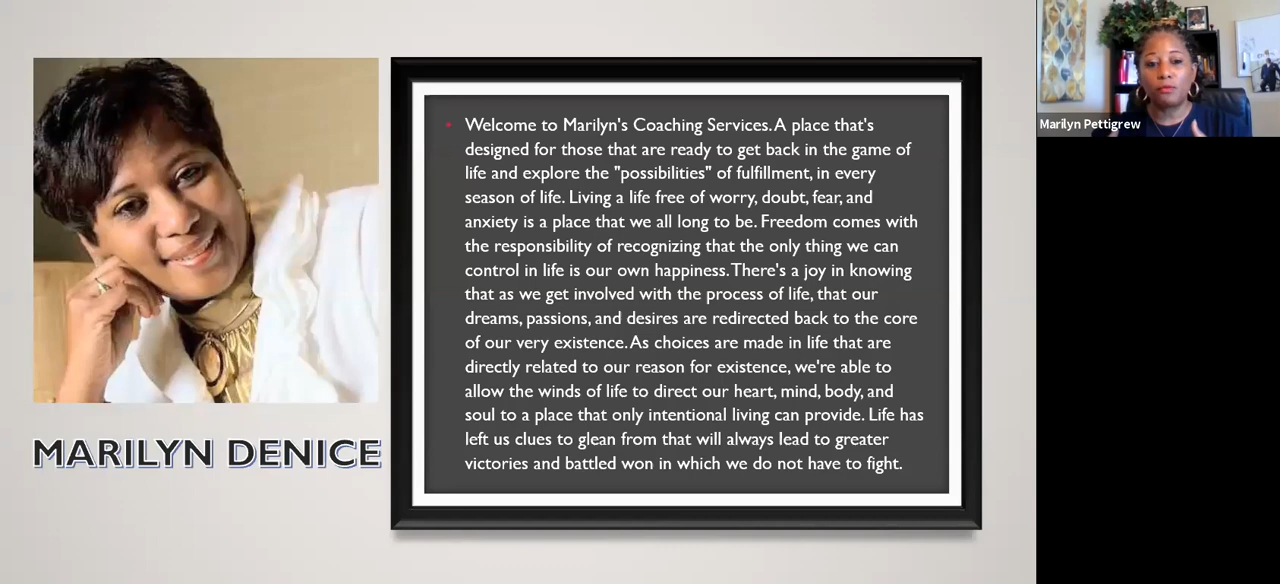 Welcome to Marilyn's Coaching Services. A place that's
designed for those that are ready to get back in the game of
life and explore the "possibilities" of fulfillment, in every
season of life. Living a life free of worry, doubt, fear, and
anxiety is a place that we all long to be. Freedom comes with
the responsibility of recognizing that the only thing we can
control in life is our own happiness. There's a joy in knowing
that as we get involved with the process of life, that our
dreams, passions, and desires are redirected back to the core
of our very existence. As choices are made in life that are
directly related to our reason for existence, we're able to
allow the winds of life to direct our heart, mind, body, and
soul to a place that only intentional living can provide. Life has
left us clues to glean from that will always lead to greater
victories and battled won in which we do not have to fight.
MARILYN DENICE
Marilyn Pettigrew